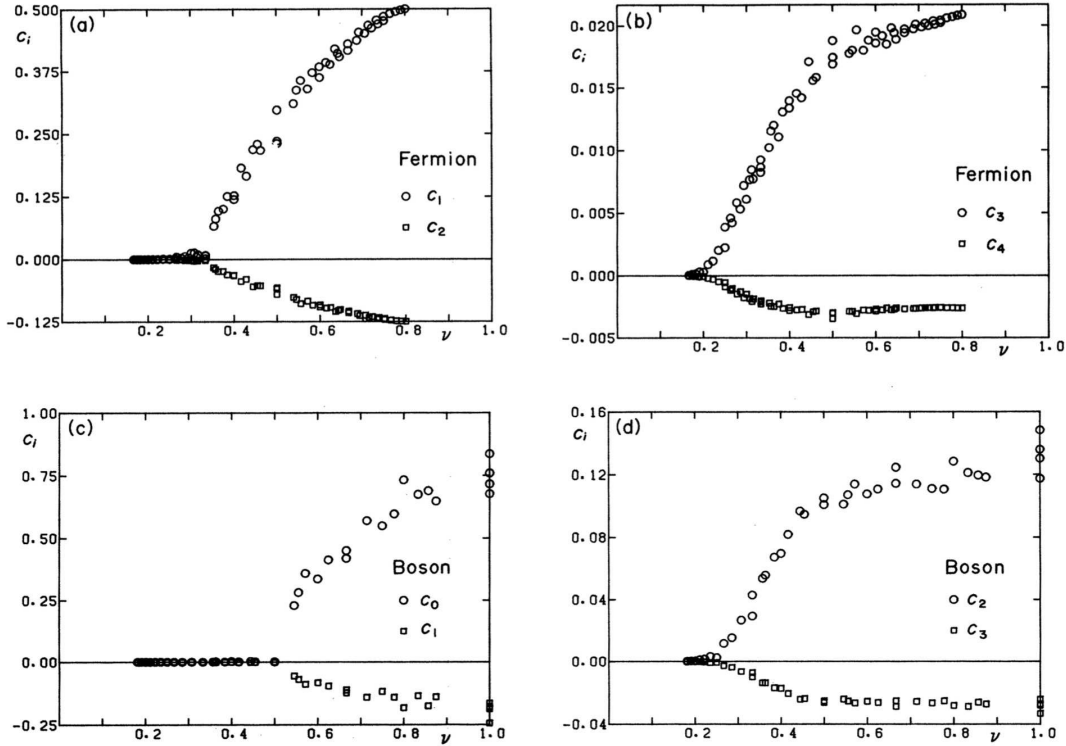 (a)
0.500
C_i
0.375
0.250
0.125
0.000
-0.125
0.2 0.4 0.6 0.8 ν 1.0
Fermion
○ C_1
□ C_2
(b)
0.020
C_i
0.015
0.010
0.005
0.000
-0.005
0.2 0.4 0.6 0.8 ν 1.0
Fermion
○ C_3
□ C_4
(c)
1.00
C_i
0.75
0.50
0.25
0.00
-0.25
0.2 0.4 0.6 0.8 ν 1.0
Boson
○ C_0
□ C_1
(d)
0.16
C_i
0.12
0.08
0.04
0.00
-0.04
0.2 0.4 0.6 0.8 ν 1.0
Boson
○ C_2
□ C_3